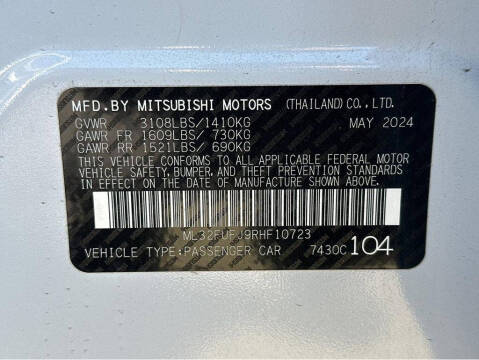 MFD.BY MITSUBISHI MOTORS (THAILAND)CO.,LTD.
GVWR 3108LBS/1410KG MAY 2024
GAWR FR 1609LBS/ 730KG
GAWR RR 1521LBS/ 690KG
THIS VEHICLE CONFORMS TO ALL APPLICABLE FEDERAL MOTOR
VEHICLE SAFETY, BUMPER, AND THEFT PREVENTION STANDARDS
IN EFFECT ON THE DATE OF MANUFACTURE SHOWN ABOVE.
ML32FUFJ9RHF10723
VEHICLE TYPE:PASSENGER CAR 7430C 104